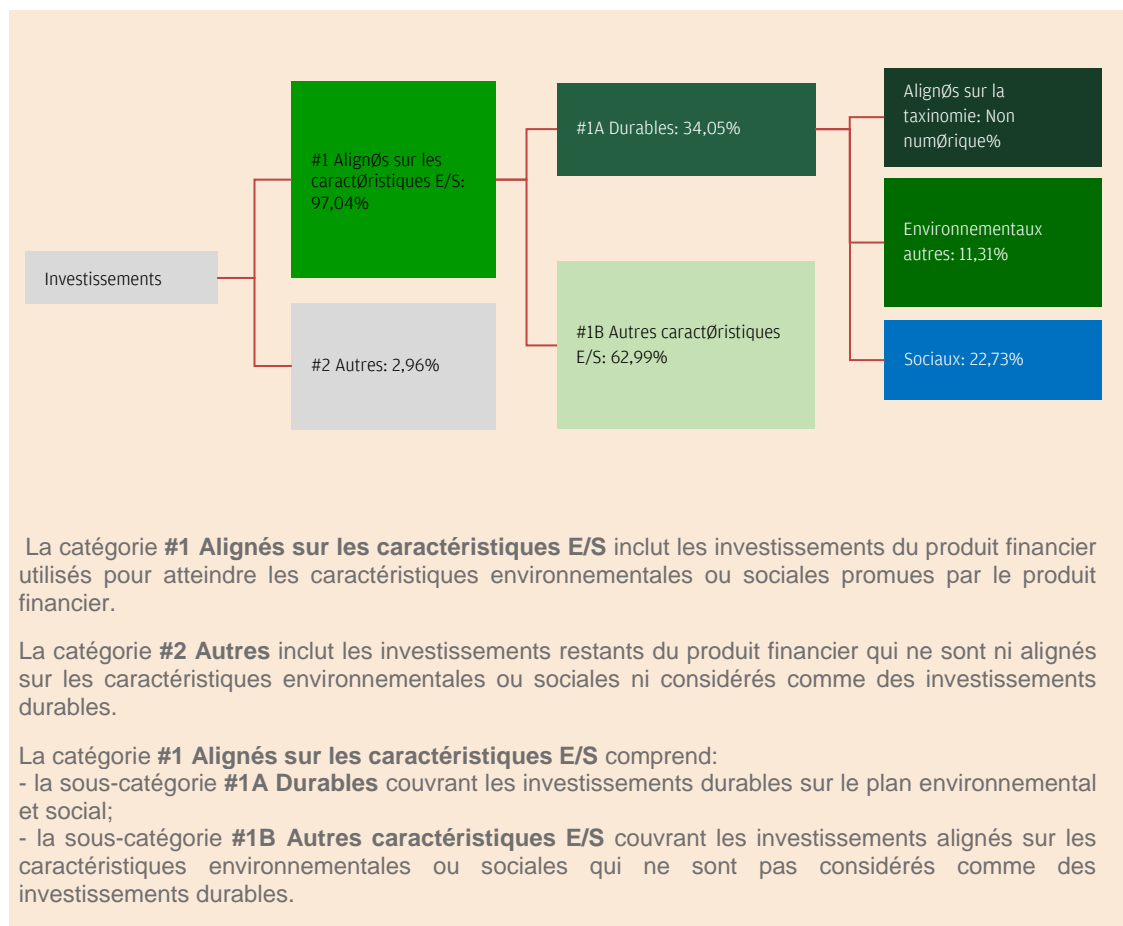 Investissements
#1 AlignØs sur les
caractØristiques E/S:
97,04%
#2 Autres: 2,96%
#1A Durables: 34,05%
#1B Autres caractØristiques
E/S: 62,99%
AlignØs sur la
taxinomie: Non
numØrique%
Environnementaux
autres: 11,31%
Sociaux: 22,73%
La catégorie #1 Alignés sur les caractéristiques E/S inclut les investissements du produit financier
utilisés pour atteindre les caractéristiques environnementales ou sociales promues par le produit
financier.
La catégorie #2 Autres inclut les investissements restants du produit financier qui ne sont ni alignés
sur les caractéristiques environnementales ou sociales ni considérés comme des investissements
durables.
La catégorie #1 Alignés sur les caractéristiques E/S comprend:
- la sous-catégorie #1A Durables couvrant les investissements durables sur le plan environnemental
et social;
- la sous-catégorie #1B Autres caractéristiques E/S couvrant les investissements alignés sur les
caractéristiques environnementales ou sociales qui ne sont pas considérés comme des
investissements durables.